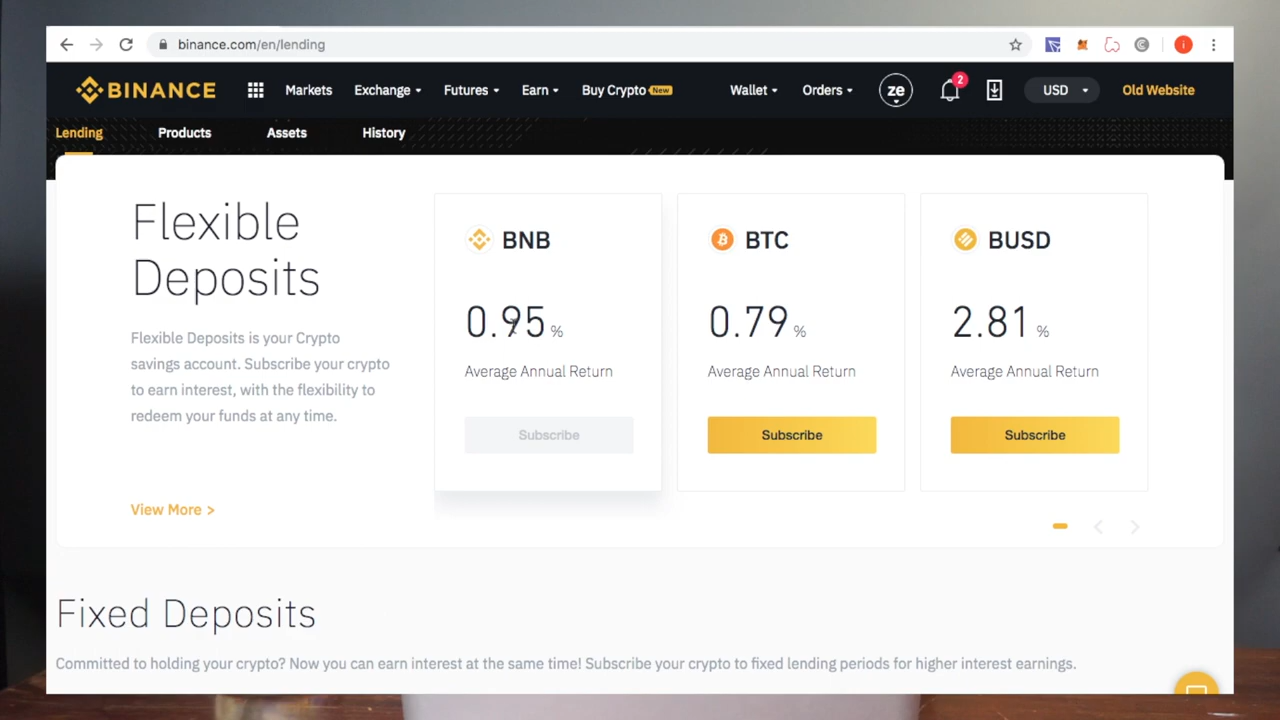 binance.com/en/lending
BINANCE Markets Exchange Futures Earn Buy Crypto New Wallet Orders ze 2 USD Old Website
Lending Products Assets History
Flexible
Deposits
Flexible Deposits is your Crypto
savings account. Subscribe your crypto
to earn interest, with the flexibility to
redeem your funds at any time.
View More >
BNB
0.95 %
Average Annual Return
Subscribe
BTC
0.79 %
Average Annual Return
Subscribe
BUSD
2.81 %
Average Annual Return
Subscribe
Fixed Deposits
Committed to holding your crypto? Now you can earn interest at the same time! Subscribe your crypto to fixed lending periods for higher interest earnings.